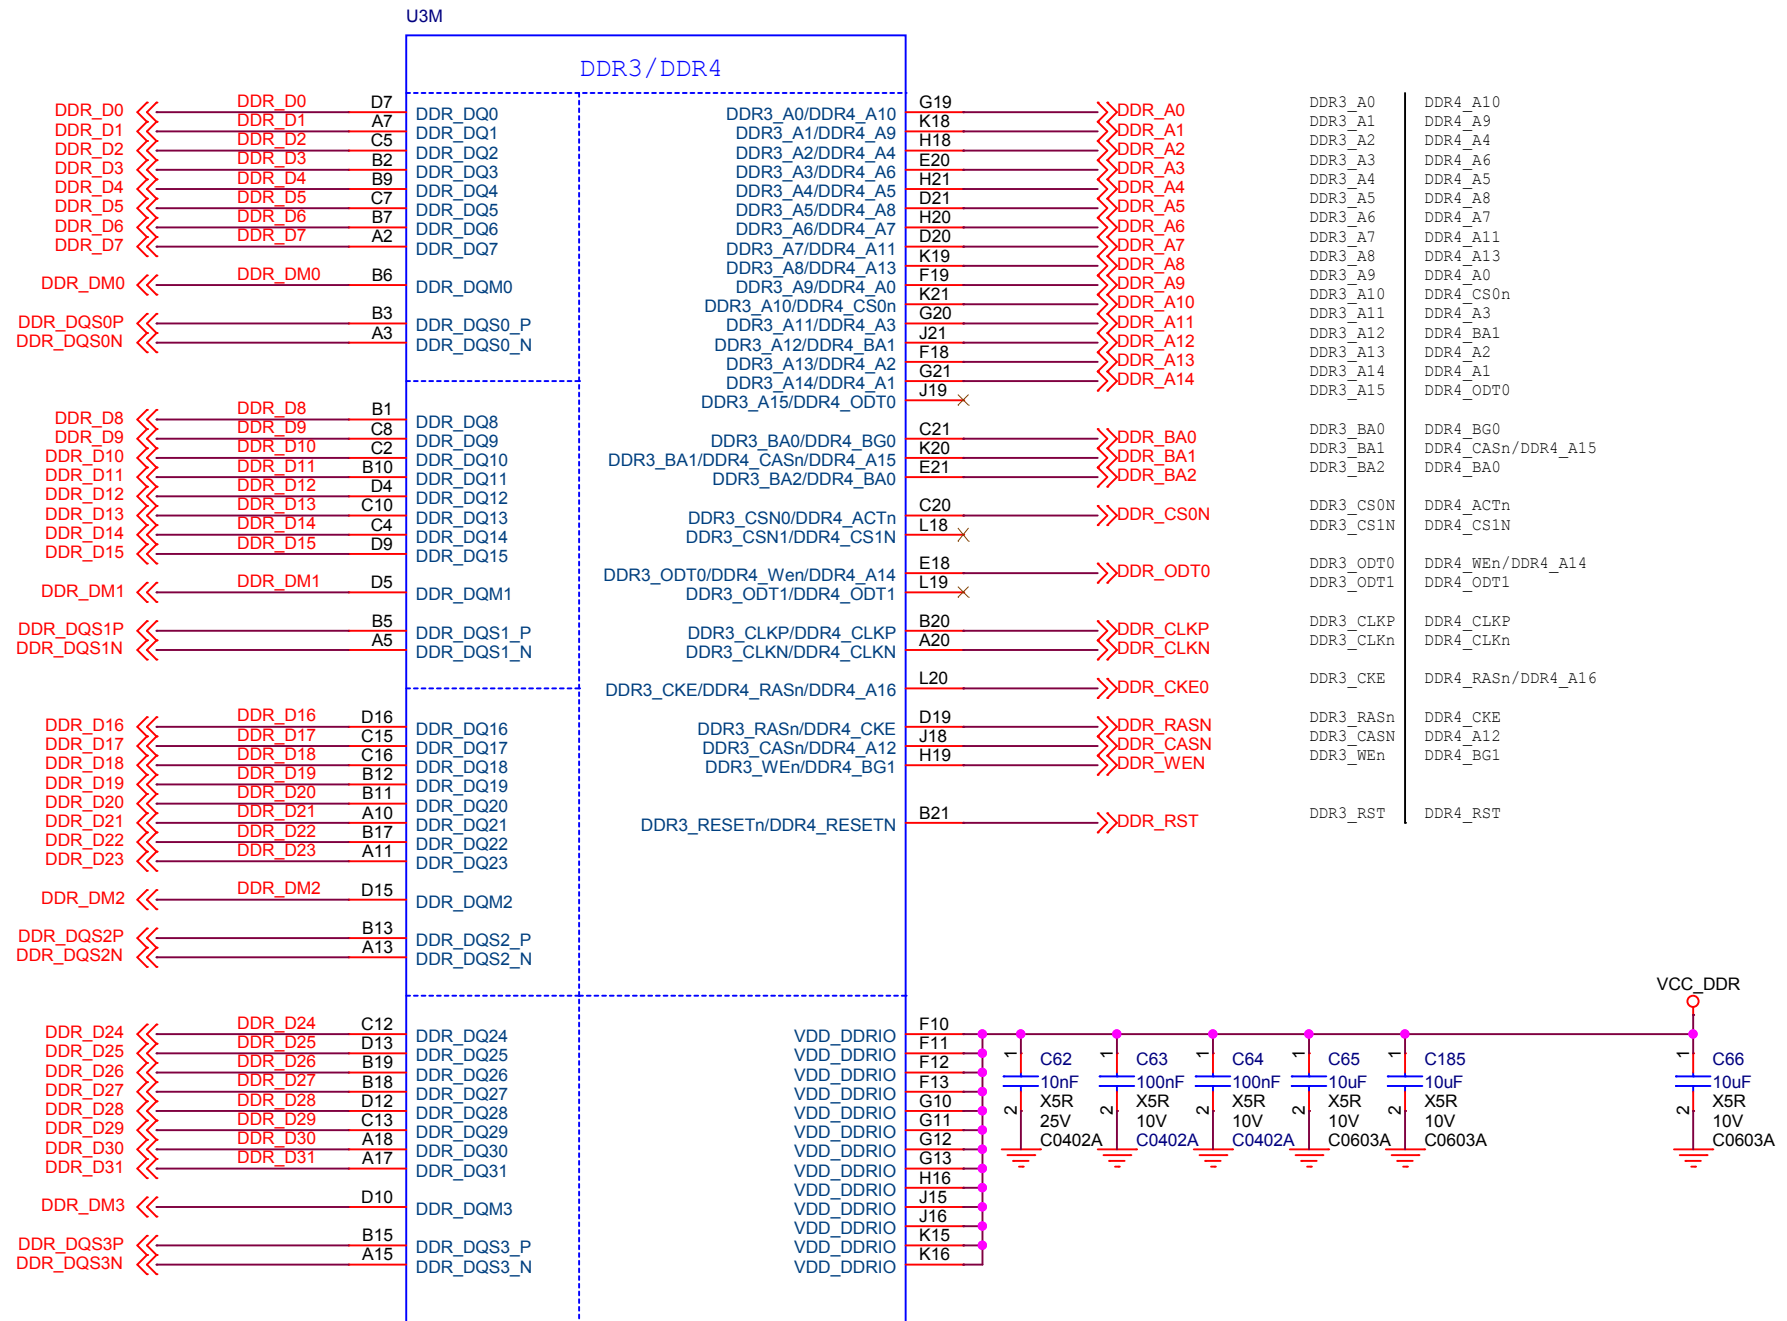 U3M
DDR3/DDR4
DDR_D0 DDR_D0 D7 DDR_DQ0
DDR_D1 DDR_D1 A7 DDR_DQ1
DDR_D2 DDR_D2 C5 DDR_DQ2
DDR_D3 DDR_D3 B2 DDR_DQ3
DDR_D4 DDR_D4 B9 DDR_DQ4
DDR_D5 DDR_D5 C7 DDR_DQ5
DDR_D6 DDR_D6 B7 DDR_DQ6
DDR_D7 DDR_D7 A2 DDR_DQ7
DDR_DM0 DDR_DM0 B6 DDR_DQM0
DDR_DQS0P B3 DDR_DQS0_P
DDR_DQS0N A3 DDR_DQS0_N
DDR_D8 DDR_D8 B1 DDR_DQ8
DDR_D9 DDR_D9 C8 DDR_DQ9
DDR_D10 DDR_D10 C2 DDR_DQ10
DDR_D11 DDR_D11 B10 DDR_DQ11
DDR_D12 DDR_D12 D4 DDR_DQ12
DDR_D13 DDR_D13 C10 DDR_DQ13
DDR_D14 DDR_D14 C4 DDR_DQ14
DDR_D15 DDR_D15 D9 DDR_DQ15
DDR_DM1 DDR_DM1 D5 DDR_DQM1
DDR_DQS1P B5 DDR_DQS1_P
DDR_DQS1N A5 DDR_DQS1_N
DDR_D16 DDR_D16 D16 DDR_DQ16
DDR_D17 DDR_D17 C15 DDR_DQ17
DDR_D18 DDR_D18 C16 DDR_DQ18
DDR_D19 DDR_D19 B12 DDR_DQ19
DDR_D20 DDR_D20 B11 DDR_DQ20
DDR_D21 DDR_D21 A10 DDR_DQ21
DDR_D22 DDR_D22 B17 DDR_DQ22
DDR_D23 DDR_D23 A11 DDR_DQ23
DDR_DM2 DDR_DM2 D15 DDR_DQM2
DDR_DQS2P B13 DDR_DQS2_P
DDR_DQS2N A13 DDR_DQS2_N
DDR_D24 DDR_D24 C12 DDR_DQ24
DDR_D25 DDR_D25 D13 DDR_DQ25
DDR_D26 DDR_D26 B19 DDR_DQ26
DDR_D27 DDR_D27 B18 DDR_DQ27
DDR_D28 DDR_D28 D12 DDR_DQ28
DDR_D29 DDR_D29 C13 DDR_DQ29
DDR_D30 DDR_D30 A18 DDR_DQ30
DDR_D31 DDR_D31 A17 DDR_DQ31
DDR_DM3 D10 DDR_DQM3
DDR_DQS3P B15 DDR_DQS3_P
DDR_DQS3N A15 DDR_DQS3_N
DDR3_A0/DDR4_A10 G19 DDR_A0
DDR3_A1/DDR4_A9 K18 DDR_A1
DDR3_A2/DDR4_A4 H18 DDR_A2
DDR3_A3/DDR4_A6 E20 DDR_A3
DDR3_A4/DDR4_A5 H21 DDR_A4
DDR3_A5/DDR4_A8 D21 DDR_A5
DDR3_A6/DDR4_A7 H20 DDR_A6
DDR3_A7/DDR4_A11 D20 DDR_A7
DDR3_A8/DDR4_A13 K19 DDR_A8
DDR3_A9/DDR4_A0 F19 DDR_A9
DDR3_A10/DDR4_CS0n K21 DDR_A10
DDR3_A11/DDR4_A3 G20 DDR_A11
DDR3_A12/DDR4_BA1 J21 DDR_A12
DDR3_A13/DDR4_A2 F18 DDR_A13
DDR3_A14/DDR4_A1 G21 DDR_A14
DDR3_A15/DDR4_ODT0 J19
DDR3_BA0/DDR4_BG0 C21 DDR_BA0
DDR3_BA1/DDR4_CASn/DDR4_A15 K20 DDR_BA1
DDR3_BA2/DDR4_BA0 E21 DDR_BA2
DDR3_CSN0/DDR4_ACTn C20 DDR_CS0N
DDR3_CSN1/DDR4_CS1N L18
DDR3_ODT0/DDR4_Wen/DDR4_A14 E18 DDR_ODT0
DDR3_ODT1/DDR4_ODT1 L19
DDR3_CLKP/DDR4_CLKP B20 DDR_CLKP
DDR3_CLKN/DDR4_CLKN A20 DDR_CLKN
DDR3_CKE/DDR4_RASn/DDR4_A16 L20 DDR_CKE0
DDR3_RASn/DDR4_CKE D19 DDR_RASN
DDR3_CASn/DDR4_A12 J18 DDR_CASN
DDR3_WEn/DDR4_BG1 H19 DDR_WEN
DDR3_RESETn/DDR4_RESETN B21 DDR_RST
VDD_DDRIO F10
VDD_DDRIO F11
VDD_DDRIO F12
VDD_DDRIO F13
VDD_DDRIO G10
VDD_DDRIO G11
VDD_DDRIO G12
VDD_DDRIO G13
VDD_DDRIO H16
VDD_DDRIO J15
VDD_DDRIO J16
VDD_DDRIO K15
VDD_DDRIO K16
DDR3_A0 DDR4_A10
DDR3_A1 DDR4_A9
DDR3_A2 DDR4_A4
DDR3_A3 DDR4_A6
DDR3_A4 DDR4_A5
DDR3_A5 DDR4_A8
DDR3_A6 DDR4_A7
DDR3_A7 DDR4_A11
DDR3_A8 DDR4_A13
DDR3_A9 DDR4_A0
DDR3_A10 DDR4_CS0n
DDR3_A11 DDR4_A3
DDR3_A12 DDR4_BA1
DDR3_A13 DDR4_A2
DDR3_A14 DDR4_A1
DDR3_A15 DDR4_ODT0
DDR3_BA0 DDR4_BG0
DDR3_BA1 DDR4_CASn/DDR4_A15
DDR3_BA2 DDR4_BA0
DDR3_CS0N DDR4_ACTn
DDR3_CS1N DDR4_CS1N
DDR3_ODT0 DDR4_WEn/DDR4_A14
DDR3_ODT1 DDR4_ODT1
DDR3_CLKP DDR4_CLKP
DDR3_CLKn DDR4_CLKn
DDR3_CKE DDR4_RASn/DDR4_A16
DDR3_RASn DDR4_CKE
DDR3_CASN DDR4_A12
DDR3_WEn DDR4_BG1
DDR3_RST DDR4_RST
VCC_DDR
1 2 C62 10nF X5R 25V C0402A
1 2 C63 100nF X5R 10V C0402A
1 2 C64 100nF X5R 10V C0402A
1 2 C65 10uF X5R 10V C0603A
1 2 C185 10uF X5R 10V C0603A
1 2 C66 10uF X5R 10V C0603A